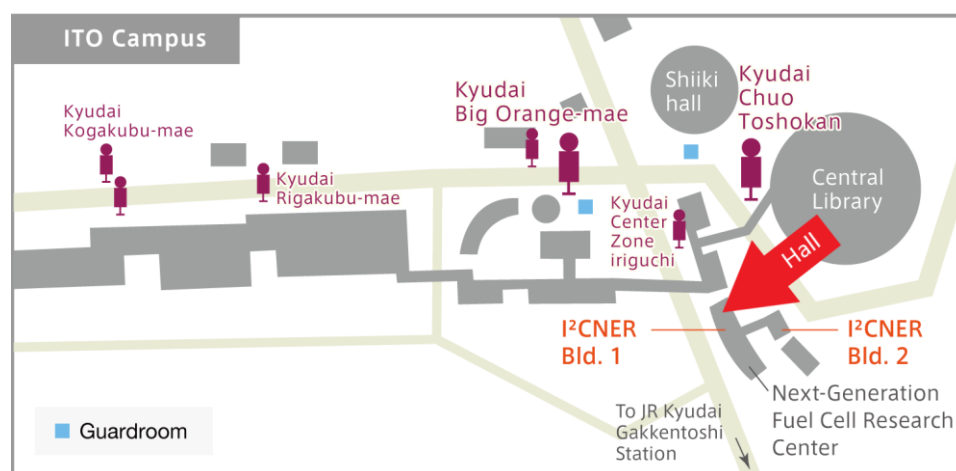 ITO Campus
Kyudai
Kogakubu-mae
Kyudai
Rigakubu-mae
Kyudai
Big Orange-mae
Shiiki
hall
Kyudai
Chuo
Toshokan
Central
Library
Kyudai
Center
Zone
iriguchi
Hall
I²CNER
Bld. 1
I²CNER
Bld. 2
Next-Generation
Fuel Cell Research
Center
To JR Kyudai
Gakkentoshi
Station
Guardroom